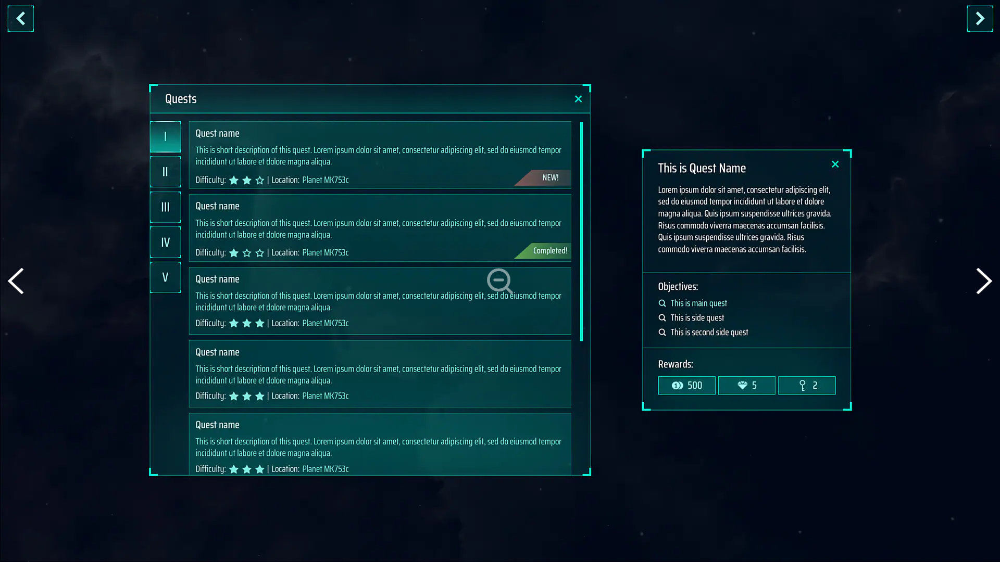 Quests
I
II
III
IV
V
Quest name
This is short description of this quest. Lorem ipsum dolor sit amet, consectetur adipiscing elit, sed do eiusmod tempor
incididunt ut labore et dolore magna aliqua.
Difficulty: | Location: Planet MK753c
NEW!
Quest name
This is short description of this quest. Lorem ipsum dolor sit amet, consectetur adipiscing elit, sed do eiusmod tempor
incididunt ut labore et dolore magna aliqua.
Difficulty: | Location: Planet MK753c
Completed!
Quest name
This is short description of this quest. Lorem ipsum dolor sit amet, consectetur adipiscing elit, sed do eiusmod tempor
incididunt ut labore et dolore magna aliqua.
Difficulty: | Location: Planet MK753c
Quest name
This is short description of this quest. Lorem ipsum dolor sit amet, consectetur adipiscing elit, sed do eiusmod tempor
incididunt ut labore et dolore magna aliqua.
Difficulty: | Location: Planet MK753c
Quest name
This is short description of this quest. Lorem ipsum dolor sit amet, consectetur adipiscing elit, sed do eiusmod tempor
incididunt ut labore et dolore magna aliqua.
Difficulty: | Location: Planet MK753c
This is Quest Name
Lorem ipsum dolor sit amet, consectetur adipiscing elit,
sed do eiusmod tempor incididunt ut labore et dolore
magna aliqua. Quis ipsum suspendisse ultrices gravida.
Risus commodo viverra maecenas accumsan facilisis.
Quis ipsum suspendisse ultrices gravida. Risus
commodo viverra maecenas accumsan facilisis.
Objectives:
This is main quest
This is side quest
This is second side quest
Rewards:
1 500
5
2